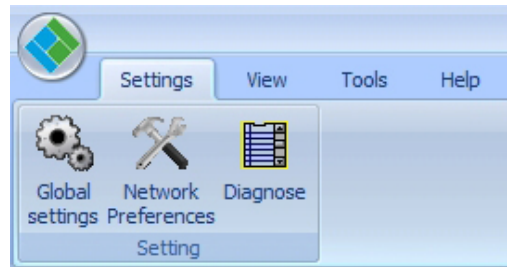 Settings View Tools Help
Global settings Network Preferences Diagnose
Setting